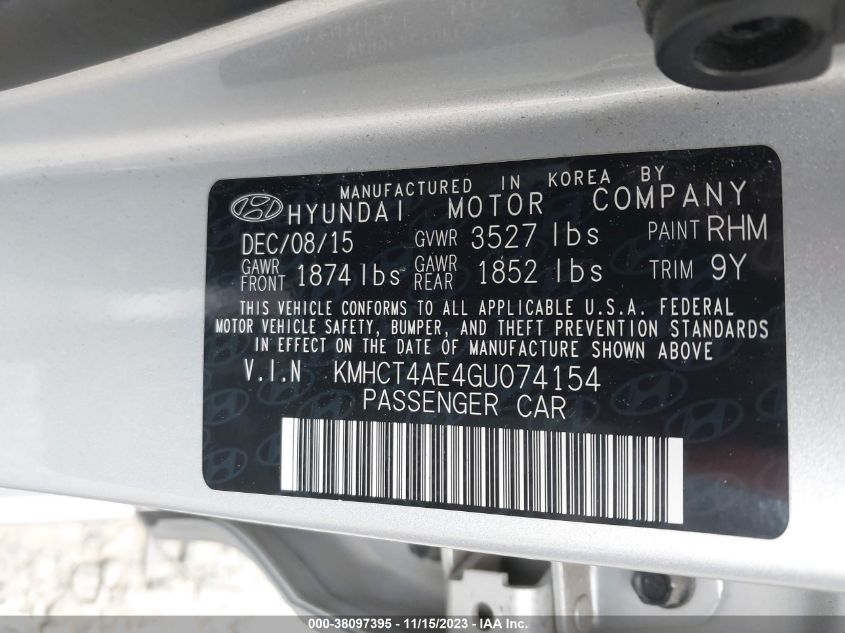 MANUFACTURED IN KOREA BY
HYUNDAI MOTOR COMPANY
DEC/08/15 GVWR 3527 lbs PAINT RHM
GAWR FRONT 1874 lbs GAWR REAR 1852 lbs TRIM 9Y
THIS VEHICLE CONFORMS TO ALL APPLICABLE U.S.A. FEDERAL
MOTOR VEHICLE SAFETY, BUMPER, AND THEFT PREVENTION STANDARDS
IN EFFECT ON THE DATE OF MANUFACTURE SHOWN ABOVE
V.I.N KMHCT4AE4GU074154
PASSENGER CAR
000-38097395 - 11/15/2023 - IAA Inc.